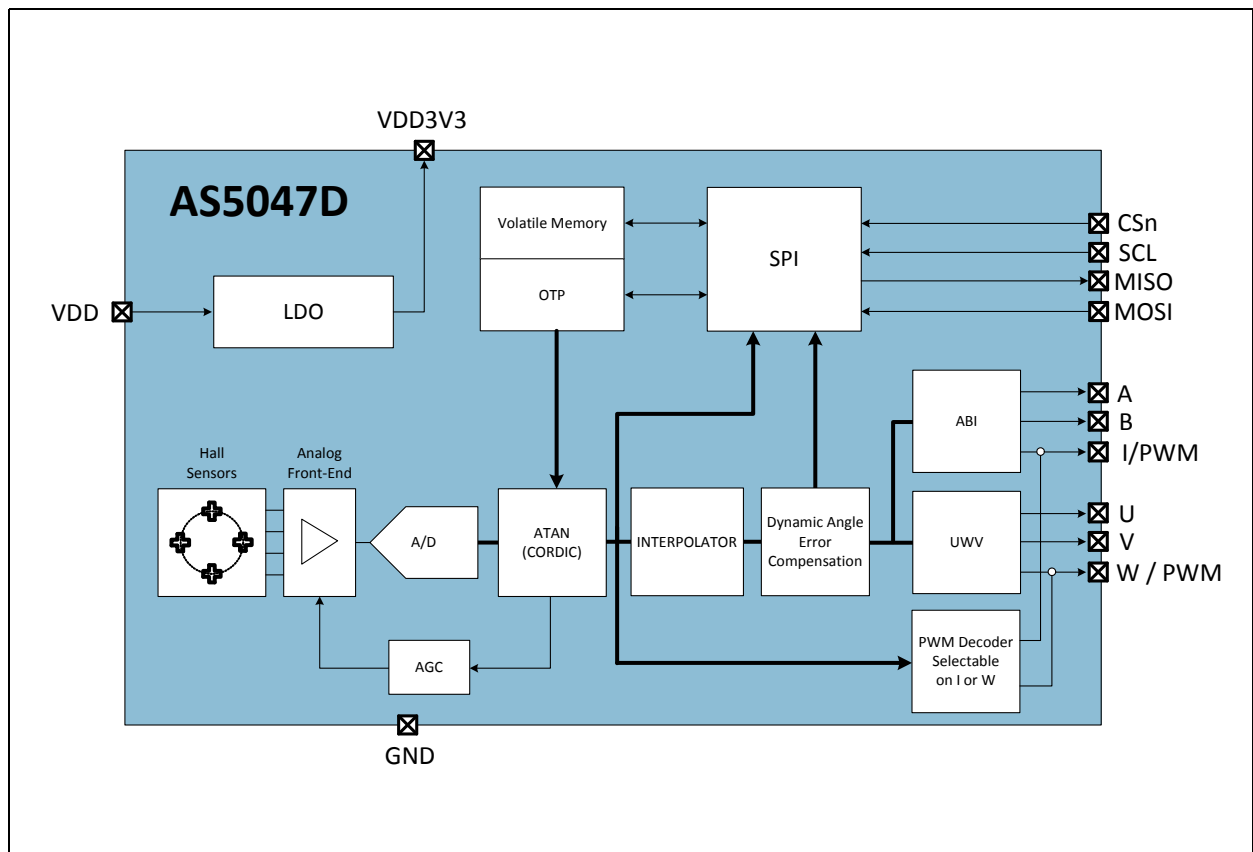 VDD3V3
AS5047D
Volatile Memory
OTP
SPI
CSn
SCL
MISO
MOSI
VDD
LDO
A
B
I/PWM
ABI
Hall
Sensors
Analog
Front-End
A/D
ATAN
(CORDIC)
INTERPOLATOR
Dynamic Angle
Error
Compensation
UWV
U
V
W / PWM
AGC
PWM Decoder
Selectable
on I or W
GND